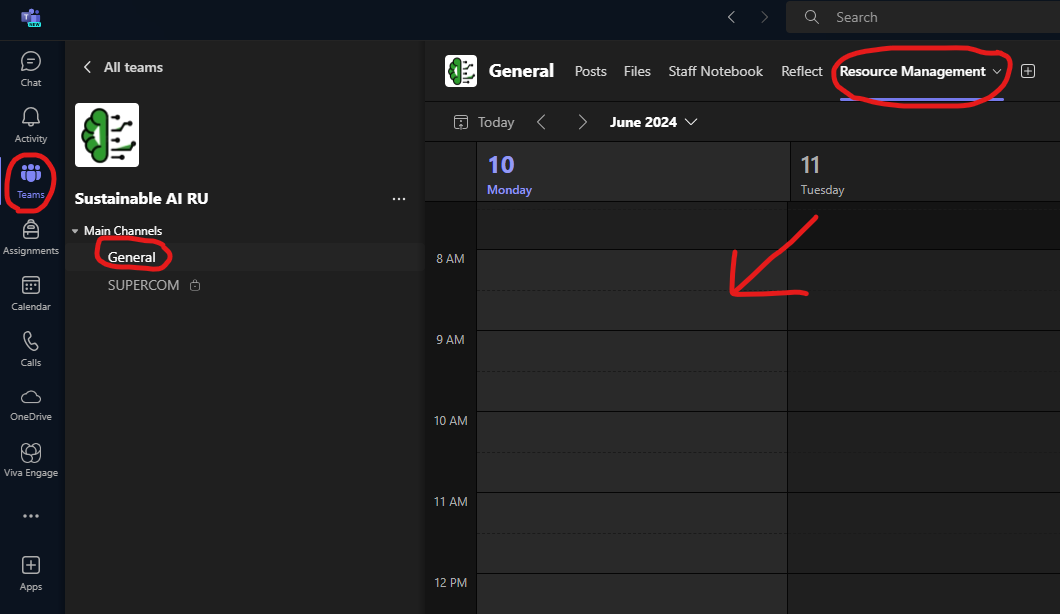 NEW
Search
Chat
Activity
Teams
Assignments
Calendar
Calls
OneDrive
Viva Engage
Apps
All teams
Sustainable AI RU
Main Channels
General
SUPERCOM
General Posts Files Staff Notebook Reflect Resource Management
Today June 2024
10 11
Monday Tuesday
8 AM
9 AM
10 AM
11 AM
12 PM